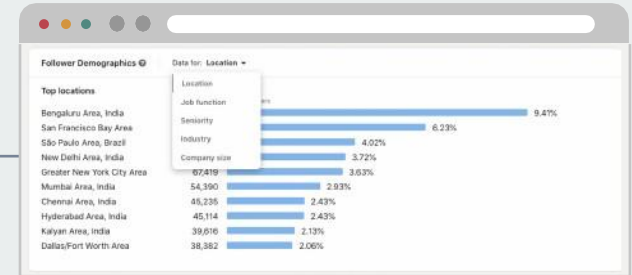 Follower Demographics
Data for: Location
Location
Job function
Seniority
Industry
Company size
Top locations
Bengaluru Area, India 9.41%
San Francisco Bay Area 6.23%
São Paulo Area, Brazil 4.02%
New Delhi Area, India 3.72%
Greater New York City Area 67,419 3.63%
Mumbai Area, India 54,390 2.93%
Chennai Area, India 45,235 2.43%
Hyderabad Area, India 45,114 2.43%
Kalyan Area, India 39,616 2.13%
Dallas/Fort Worth Area 38,382 2.06%